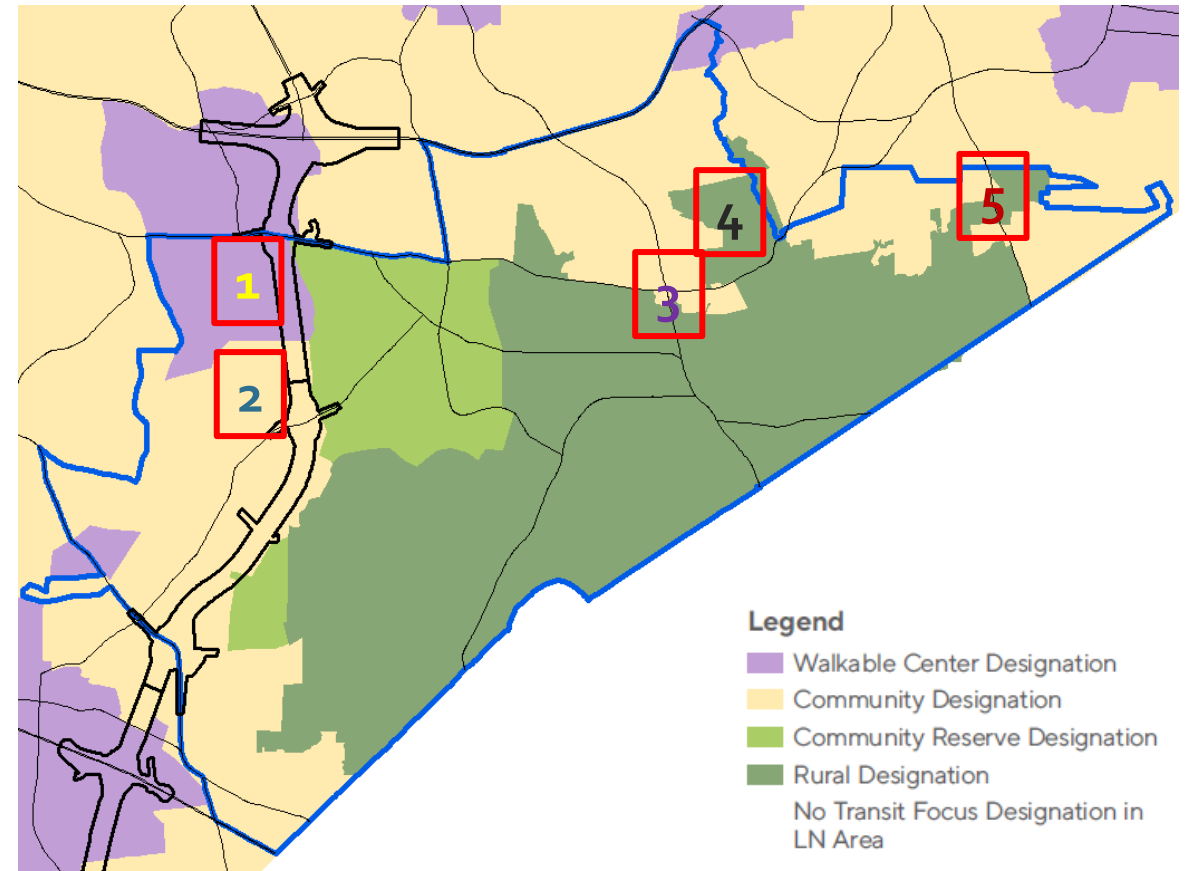 4
5
1
3
2
Legend
Walkable Center Designation
Community Designation
Community Reserve Designation
Rural Designation
No Transit Focus Designation in
LN Area